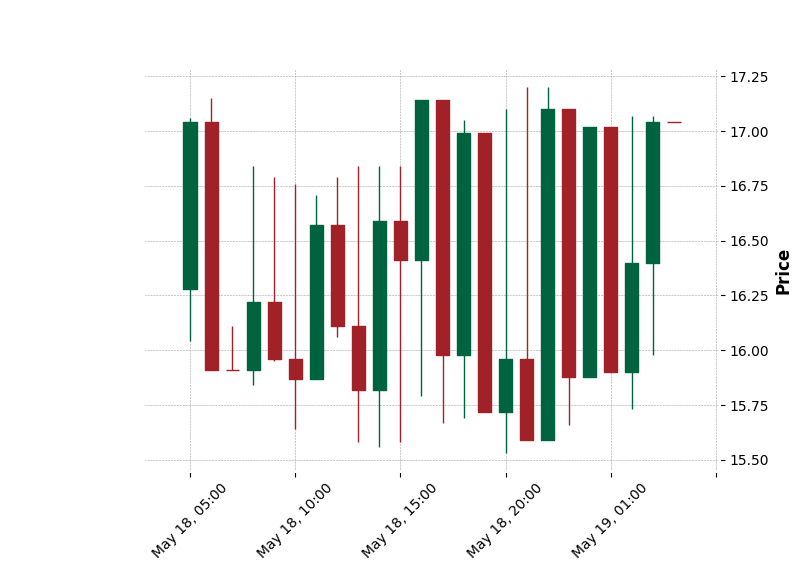 17.25
17.00
16.75
16.50
16.25
16.00
15.75
15.50
Price
May 18, 05:00
May 18, 10:00
May 18, 15:00
May 18, 20:00
May 19, 01:00